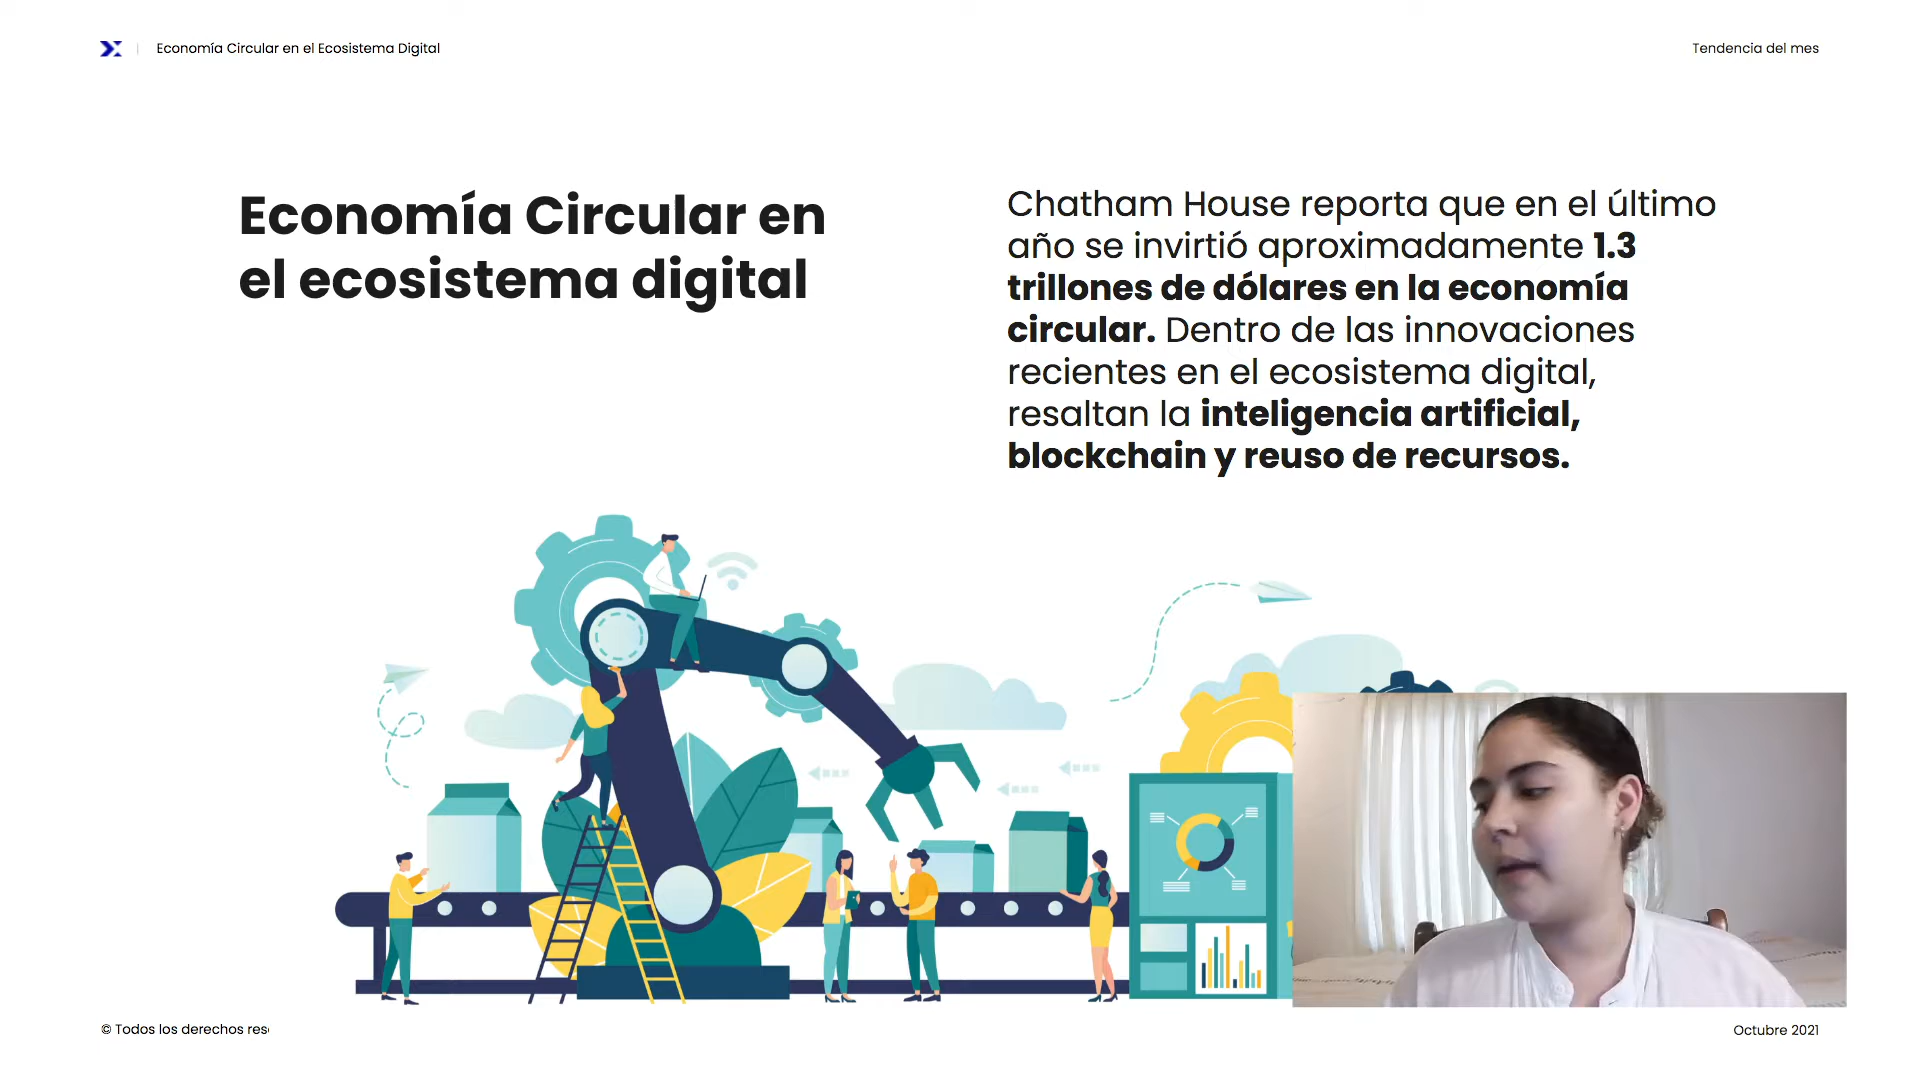 Economía Circular en el Ecosistema Digital
Tendencia del mes
Economía Circular en
el ecosistema digital
Chatham House reporta que en el último
año se invirtió aproximadamente 1.3
trillones de dólares en la economía
circular. Dentro de las innovaciones
recientes en el ecosistema digital,
resaltan la inteligencia artificial,
blockchain y reuso de recursos.
© Todos los derechos
Octubre 2021